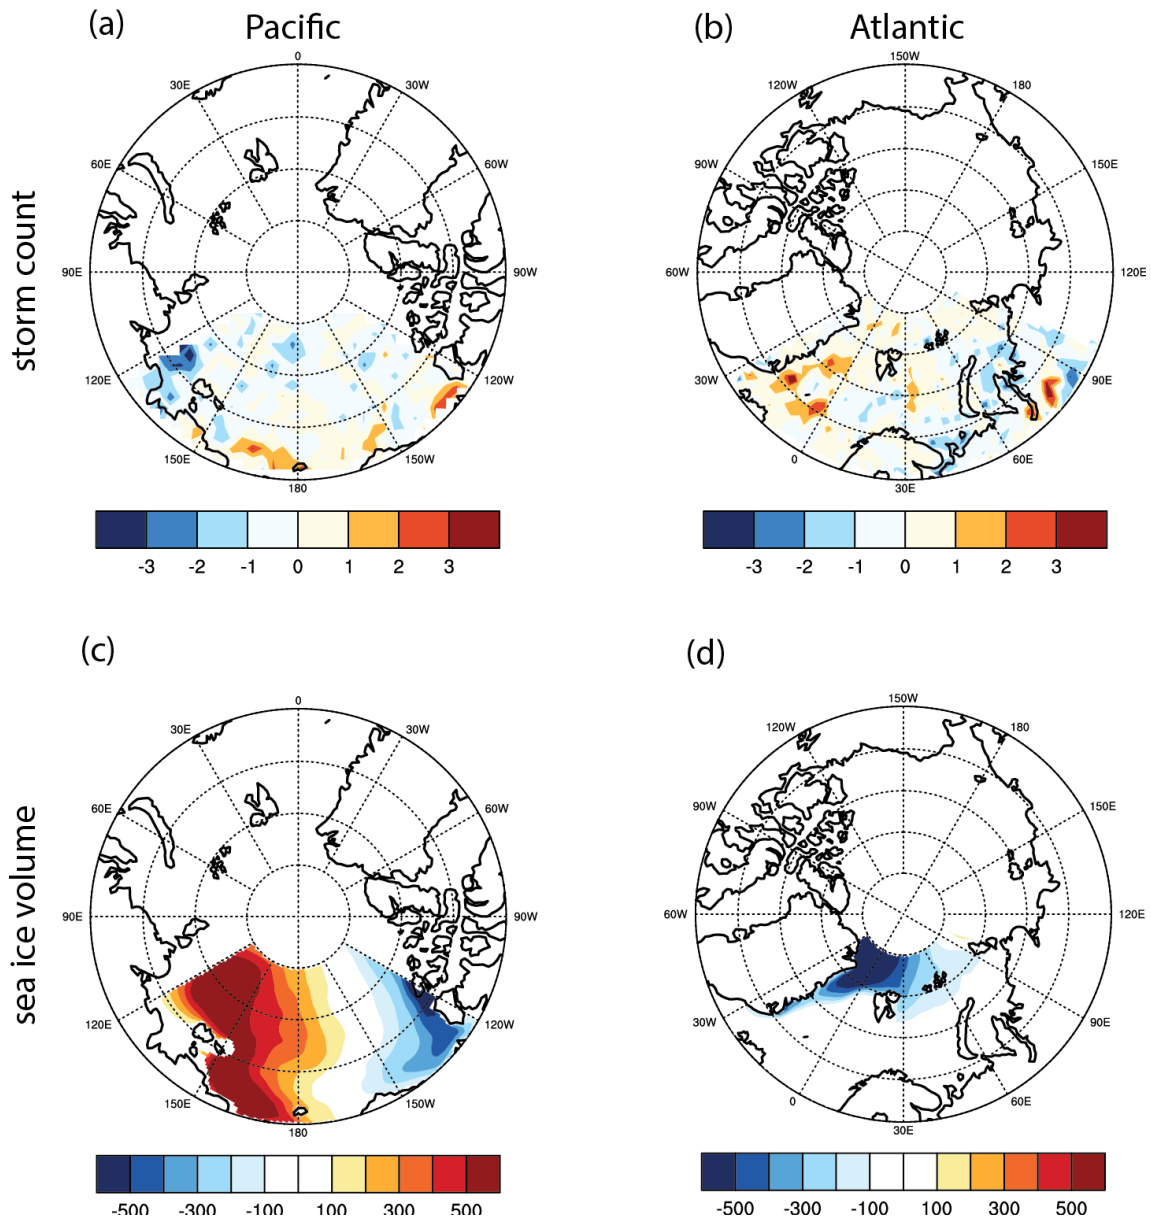 (a) Pacific
(b) Atlantic
storm count
0
30E 30W
60E 60W
90E 90W
120E 120W
150E 150W
180
150W
120W 180
90W 150E
60W 120E
30W 90E
0 60E
30E
-3 -2 -1 0 1 2 3
-3 -2 -1 0 1 2 3
(c)
(d)
sea ice volume
0
30E 30W
60E 60W
90E 90W
120E 120W
150E 150W
180
150W
120W 180
90W 150E
60W 120E
30W 90E
0 60E
30E
-500 -300 -100 100 300 500
-500 -300 -100 100 300 500